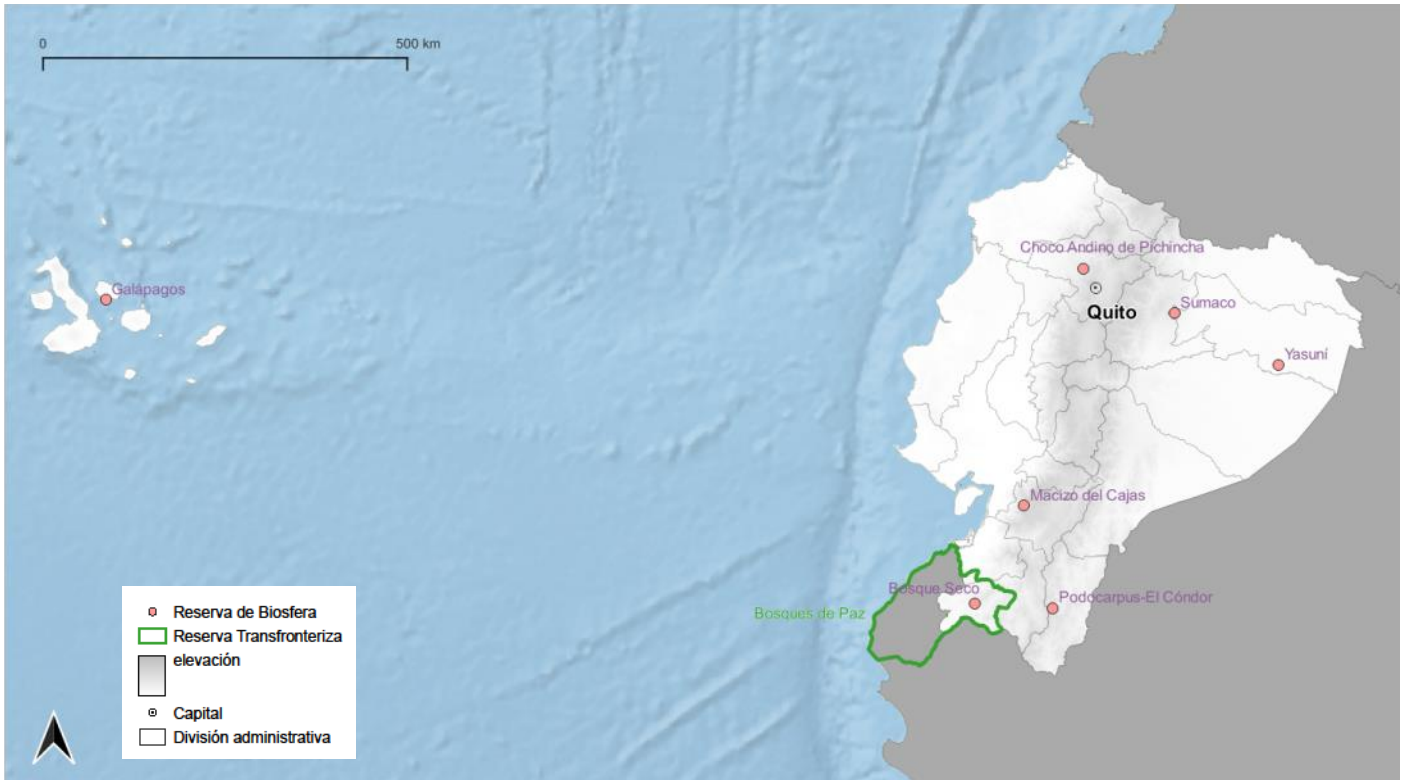 0
500 km
Choco Andino de Pichincha
Galápagos
Quito
Sumaco
Yasuní
Macizo del Cajas
Bosque Seco
Podocarpus-El Cóndor
Bosques de Paz
Reserva de Biosfera
Reserva Transfronteriza
elevación
Capital
División administrativa